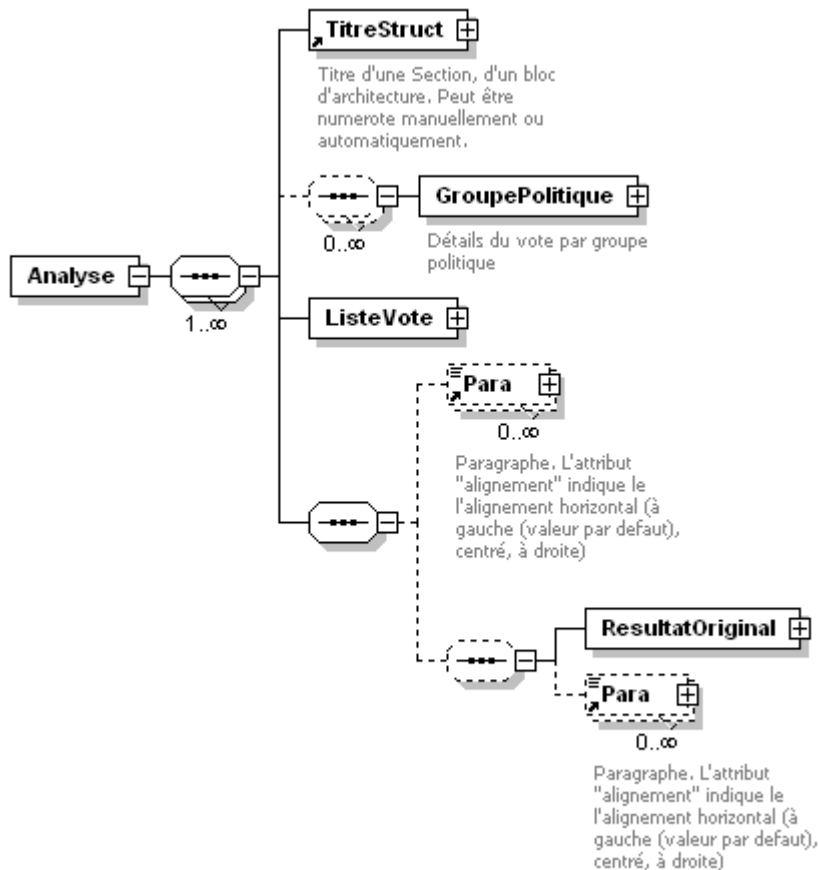 TitreStruct
Titre d'une Section, d'un bloc
d'architecture. Peut être
numerote manuellement ou
automatiquement.
GroupePolitique
0..∞
Détails du vote par groupe
politique
Analyse
1..∞
ListeVote
Para
0..∞
Paragraphe. L'attribut
"alignement" indique le
l'alignement horizontal (à
gauche (valeur par defaut),
centré, à droite)
ResultatOriginal
Para
0..∞
Paragraphe. L'attribut
"alignement" indique le
l'alignement horizontal (à
gauche (valeur par defaut),
centré, à droite)